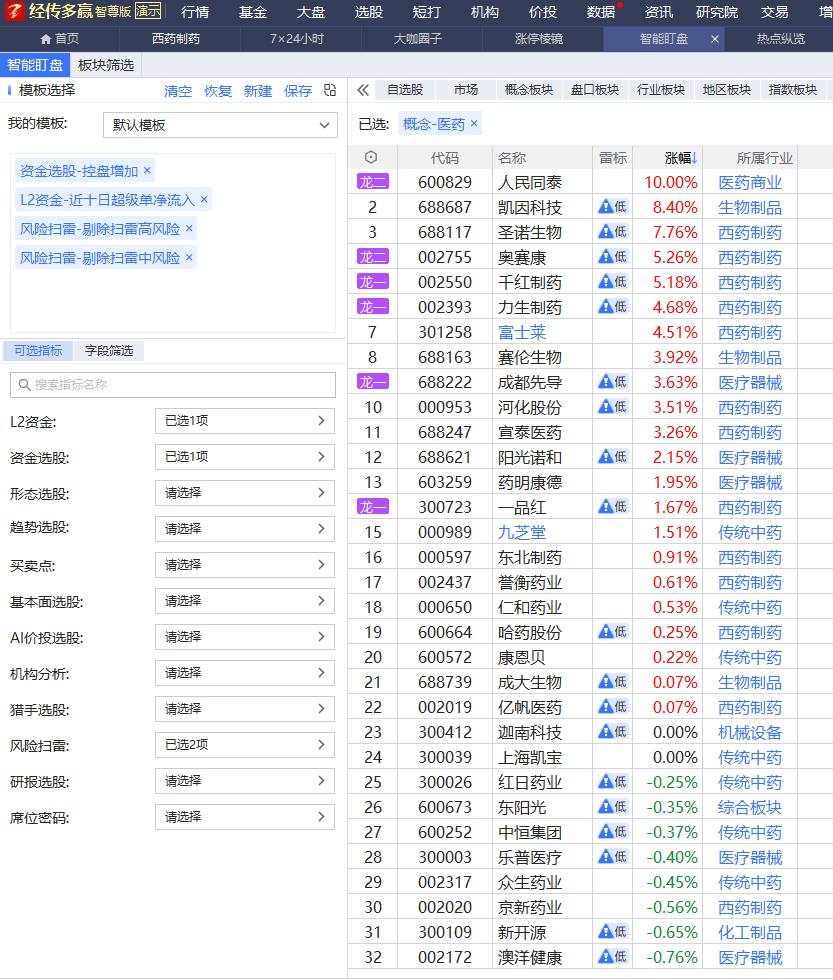 经传多赢 智尊版 演示 行情 基金 大盘 选股 短打 机构 价投 数据 资讯 研究院 交易
首页 西药制药 7×24小时 大咖圈子 涨停棱镜 智能盯盘 × 热点纵览
智能盯盘 板块筛选
模板选择 清空 恢复 新建 保存
自选股 市场 概念板块 盘口板块 行业板块 地区板块 指数板块
我的模板: 默认模板
已选: 概念-医药 ×
资金选股-控盘增加 ×
L2资金-近十日超级单净流入 ×
风险扫雷-剔除扫雷高风险 ×
风险扫雷-剔除扫雷中风险 ×
可选指标 字段筛选
搜索指标名称
L2资金: 已选1项
资金选股: 已选1项
形态选股: 请选择
趋势选股: 请选择
买卖点: 请选择
基本面选股: 请选择
AI价投选股: 请选择
机构分析: 请选择
猎手选股: 请选择
风险扫雷: 已选2项
研报选股: 请选择
席位密码: 请选择
代码 名称 雷标 涨幅↓ 所属行业
龙二 600829 人民同泰 10.00% 医药商业
2 688687 凯因科技 低 8.40% 生物制品
3 688117 圣诺生物 低 7.76% 西药制药
龙二 002755 奥赛康 低 5.26% 西药制药
龙一 002550 千红制药 低 5.18% 西药制药
龙一 002393 力生制药 低 4.68% 西药制药
7 301258 富士莱 4.51% 西药制药
8 688163 赛伦生物 3.92% 生物制品
龙一 688222 成都先导 低 3.63% 医疗器械
10 000953 河化股份 低 3.51% 西药制药
11 688247 宣泰医药 3.26% 西药制药
12 688621 阳光诺和 低 2.15% 医疗器械
13 603259 药明康德 1.95% 医疗器械
龙一 300723 一品红 低 1.67% 西药制药
15 000989 九芝堂 1.51% 传统中药
16 000597 东北制药 0.91% 西药制药
17 002437 誉衡药业 0.61% 西药制药
18 000650 仁和药业 0.53% 传统中药
19 600664 哈药股份 低 0.25% 西药制药
20 600572 康恩贝 0.22% 传统中药
21 688739 成大生物 低 0.07% 生物制品
22 002019 亿帆医药 低 0.07% 西药制药
23 300412 迦南科技 低 0.00% 机械设备
24 300039 上海凯宝 0.00% 传统中药
25 300026 红日药业 低 -0.25% 传统中药
26 600673 东阳光 低 -0.35% 综合板块
27 600252 中恒集团 低 -0.37% 传统中药
28 300003 乐普医疗 低 -0.40% 医疗器械
29 002317 众生药业 -0.45% 传统中药
30 002020 京新药业 -0.56% 西药制药
31 300109 新开源 低 -0.65% 化工制品
32 002172 澳洋健康 低 -0.76% 医疗器械